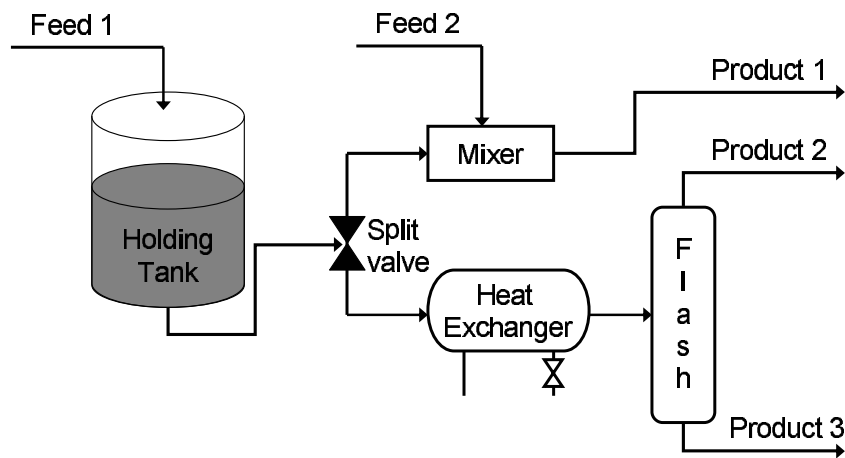 Feed 1
Feed 2
Product 1
Mixer
Product 2
Holding
Tank
Split
valve
Heat
Exchanger
F
l
a
s
h
Product 3